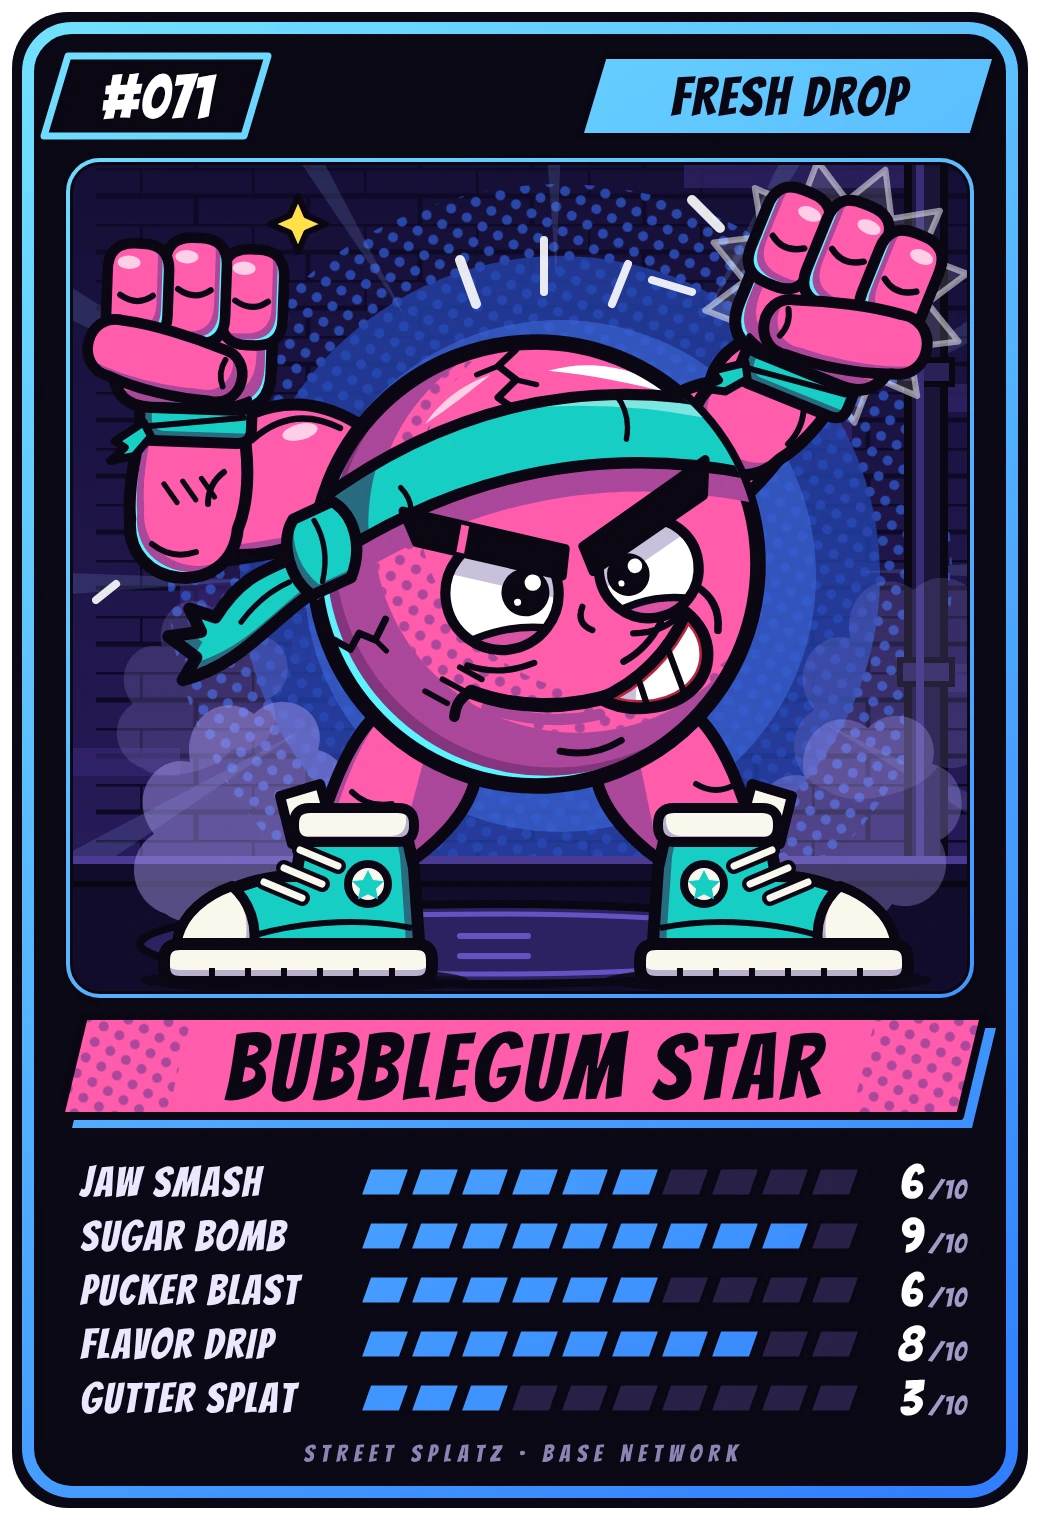 #071
FRESH DROP
BUBBLEGUM STAR
JAW SMASH 6/10
SUGAR BOMB 9/10
PUCKER BLAST 6/10
FLAVOR DRIP 8/10
GUTTER SPLAT 3/10
STREET SPLATZ · BASE NETWORK